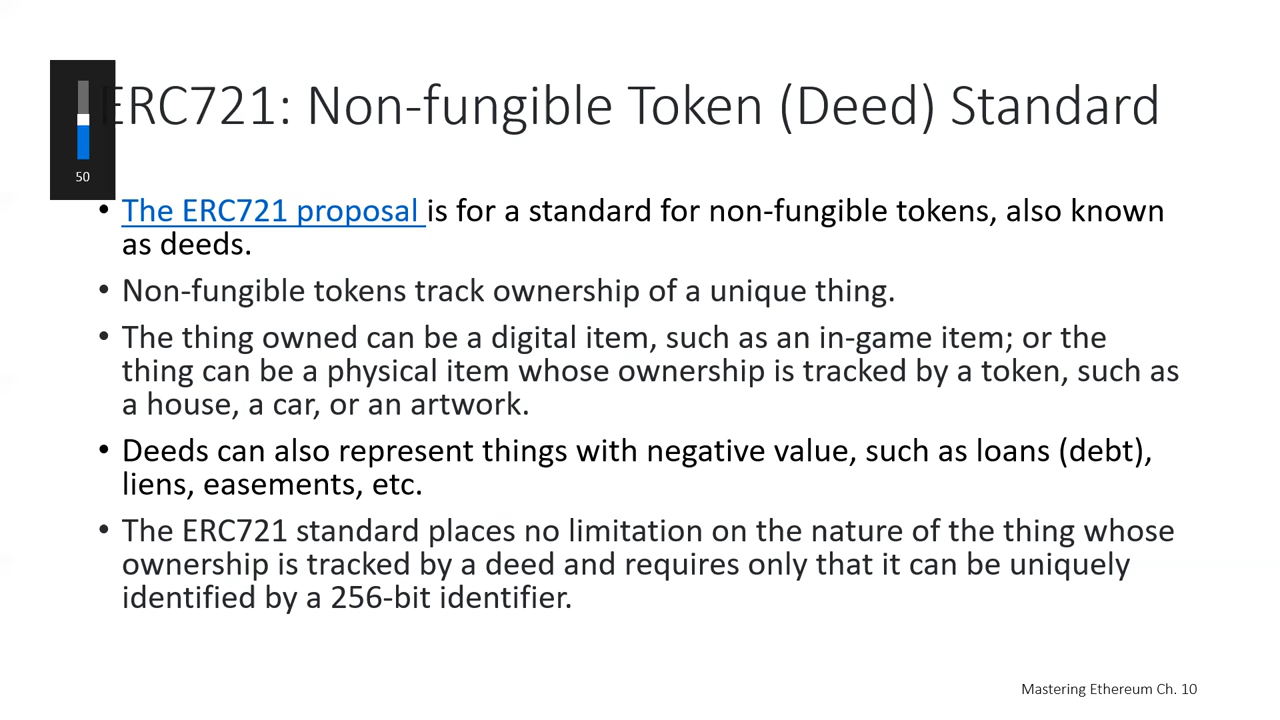 ERC721: Non-fungible Token (Deed) Standard
50
• The ERC721 proposal is for a standard for non-fungible tokens, also known
as deeds.
• Non-fungible tokens track ownership of a unique thing.
• The thing owned can be a digital item, such as an in-game item; or the
thing can be a physical item whose ownership is tracked by a token, such as
a house, a car, or an artwork.
• Deeds can also represent things with negative value, such as loans (debt),
liens, easements, etc.
• The ERC721 standard places no limitation on the nature of the thing whose
ownership is tracked by a deed and requires only that it can be uniquely
identified by a 256-bit identifier.
Mastering Ethereum Ch. 10